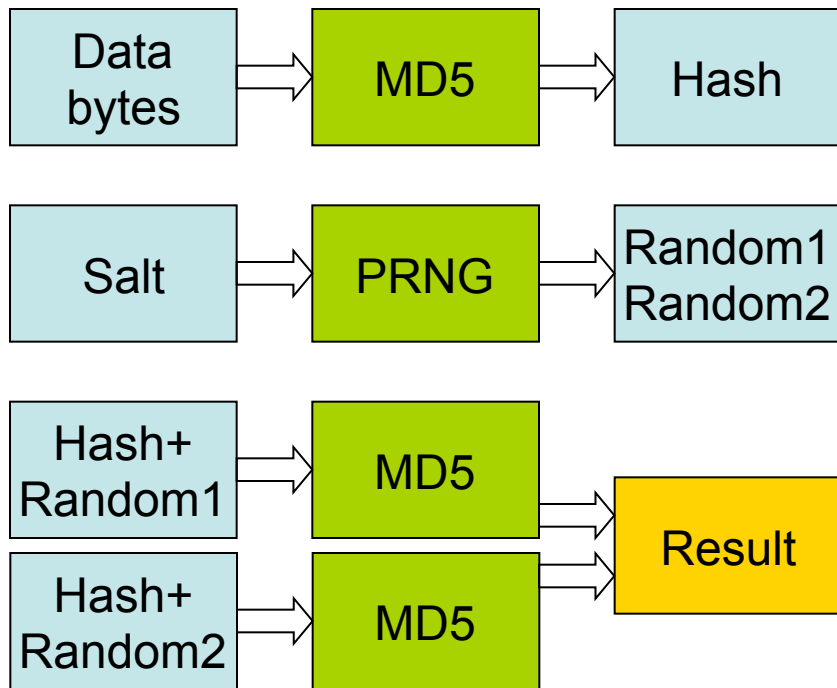 Data
bytes
MD5
Hash
Salt
PRNG
Random1
Random2
Hash+
Random1
MD5
Hash+
Random2
MD5
Result